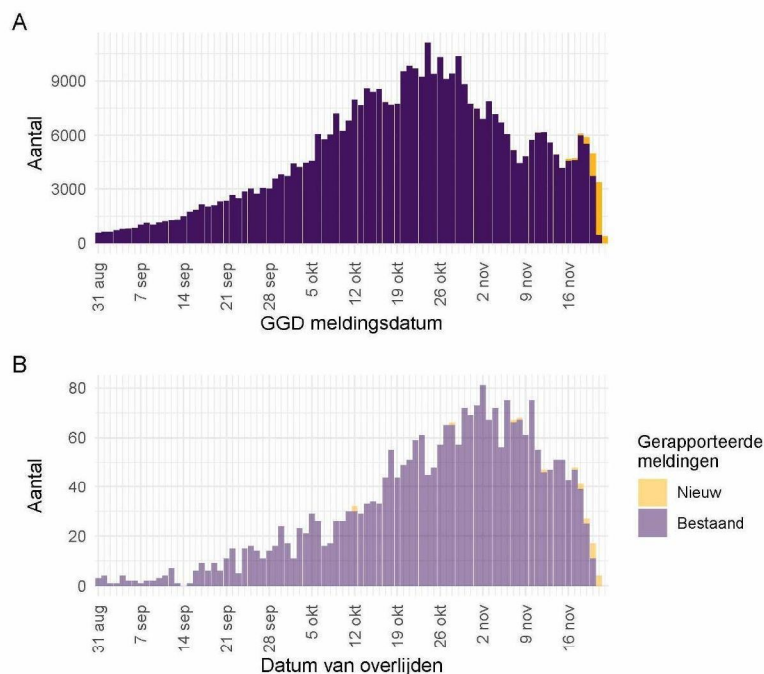 A
9000
6000
3000
0
Aantal
31 aug
7 sep
14 sep
21 sep
28 sep
5 okt
12 okt
19 okt
26 okt
2 nov
9 nov
16 nov
GGD meldingsdatum
B
80
60
40
20
0
Aantal
31 aug
7 sep
14 sep
21 sep
28 sep
5 okt
12 okt
19 okt
26 okt
2 nov
9 nov
16 nov
Datum van overlijden
Gerapporteerde
meldingen
Nieuw
Bestaand